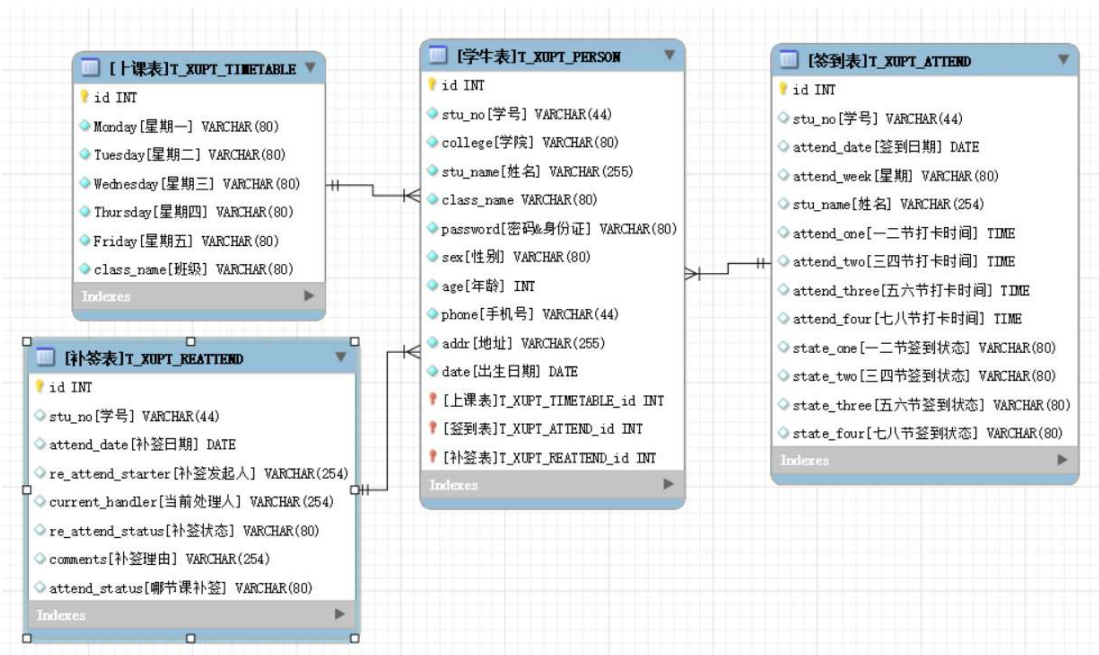 [上课表]T_XUPT_TIMETABLE
id INT
Monday[星期一] VARCHAR(80)
Tuesday[星期二] VARCHAR(80)
Wednesday[星期三] VARCHAR(80)
Thursday[星期四] VARCHAR(80)
Friday[星期五] VARCHAR(80)
class_name[班级] VARCHAR(80)
Indexes
[补签表]T_XUPT_REATTEND
id INT
stu_no[学号] VARCHAR(44)
attend_date[补签日期] DATE
re_attend_starter[补签发起人] VARCHAR(254)
current_handler[当前处理人] VARCHAR(254)
re_attend_status[补签状态] VARCHAR(80)
comments[补签理由] VARCHAR(254)
attend_status[哪节课补签] VARCHAR(80)
Indexes
[学生表]T_XUPT_PERSON
id INT
stu_no[学号] VARCHAR(44)
college[学院] VARCHAR(80)
stu_name[姓名] VARCHAR(255)
class_name VARCHAR(80)
password[密码&身份证] VARCHAR(80)
sex[性别] VARCHAR(80)
age[年龄] INT
phone[手机号] VARCHAR(44)
addr[地址] VARCHAR(255)
date[出生日期] DATE
[上课表]T_XUPT_TIMETABLE_id INT
[签到表]T_XUPT_ATTEND_id INT
[补签表]T_XUPT_REATTEND_id INT
Indexes
[签到表]T_XUPT_ATTEND
id INT
stu_no[学号] VARCHAR(44)
attend_date[签到日期] DATE
attend_week[星期] VARCHAR(80)
stu_name[姓名] VARCHAR(254)
attend_one[一二节打卡时间] TIME
attend_two[三四节打卡时间] TIME
attend_three[五六节打卡时间] TIME
attend_four[七八节打卡时间] TIME
state_one[一二节签到状态] VARCHAR(80)
state_two[三四节签到状态] VARCHAR(80)
state_three[五六节签到状态] VARCHAR(80)
state_four[七八节签到状态] VARCHAR(80)
Indexes